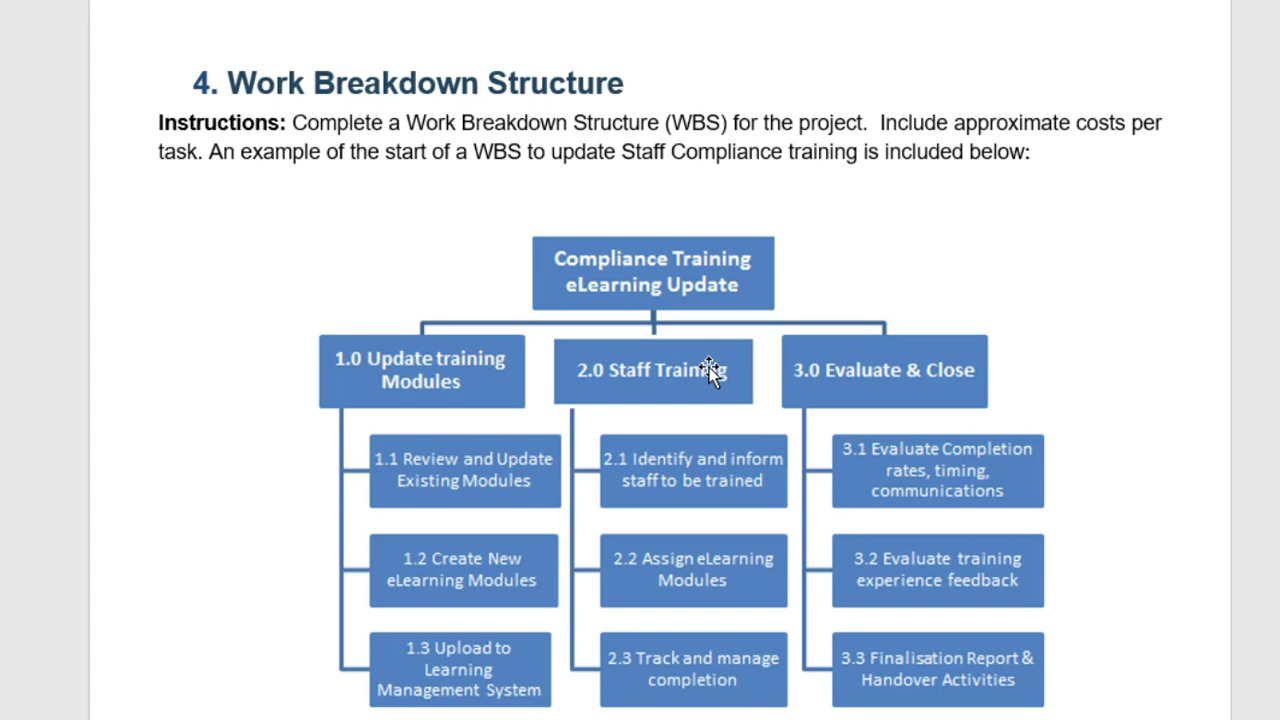 4. Work Breakdown Structure
Instructions: Complete a Work Breakdown Structure (WBS) for the project.  Include approximate costs per
task. An example of the start of a WBS to update Staff Compliance training is included below:
Compliance Training
eLearning Update
1.0 Update training
Modules
2.0 Staff Training
3.0 Evaluate & Close
1.1 Review and Update
Existing Modules
2.1 Identify and inform
staff to be trained
3.1 Evaluate Completion
rates, timing,
communications
1.2 Create New
eLearning Modules
2.2 Assign eLearning
Modules
3.2 Evaluate training
experience feedback
1.3 Upload to
Learning
Management System
2.3 Track and manage
completion
3.3 Finalisation Report &
Handover Activities